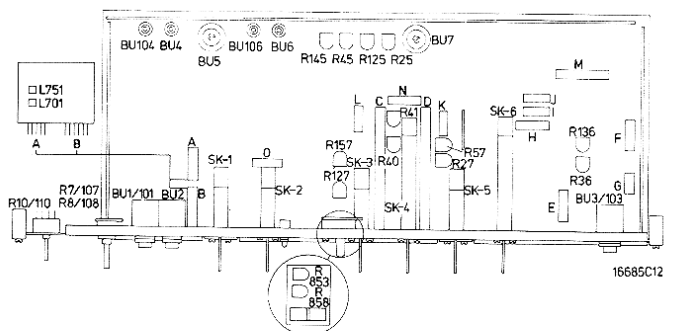 BU104 BU4 BU5 BU106 BU6 R145 R45 R125 R25 BU7
M
L751
L701
A B
L C N D K J
R41 SK-6 I
H
A O R157 R57 R136 F
SK-1 SK-3 R40 R27
R127 R36 G
R7/107 SK-2 SK-5
R10/110 R8/108 BU1/101 BU2 B SK-4 E BU3/103
R
853
R
858
16685C12